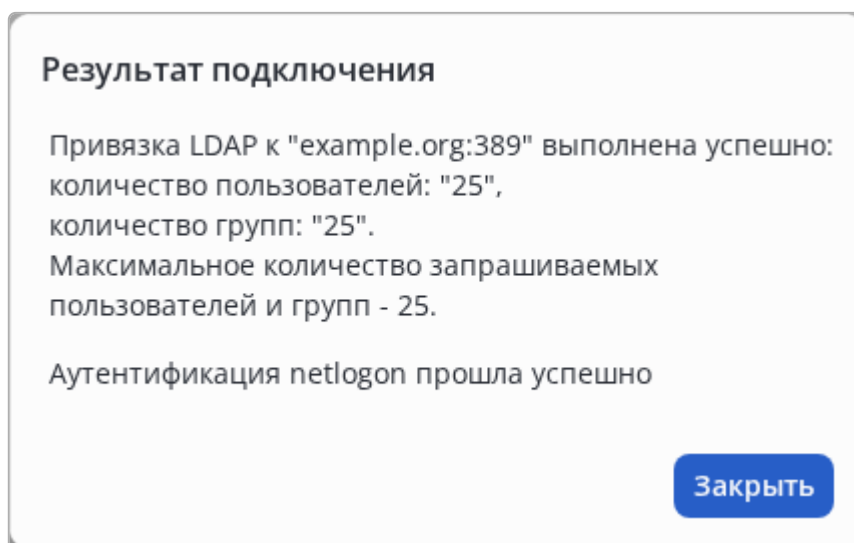 Результат подключения
Привязка LDAP к "example.org:389" выполнена успешно:
количество пользователей: "25",
количество групп: "25".
Максимальное количество запрашиваемых
пользователей и групп - 25.
Аутентификация netlogon прошла успешно
Закрыть